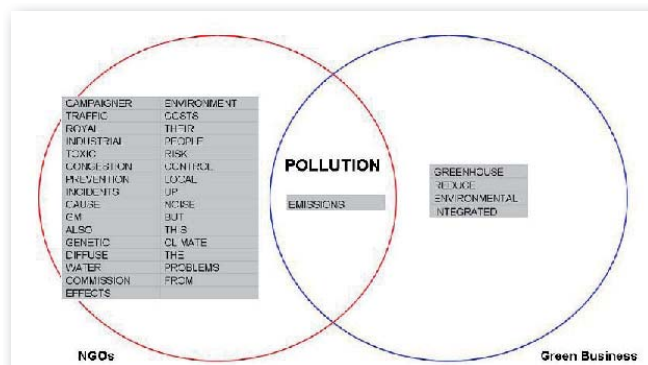 CAMPAIGNER ENVIRONMENT
TRAFFIC COSTS
ROYAL THEIR
INDUSTRIAL PEOPLE
TOXIC RISK
CONGESTION CONTROL
PREVENTION LOCAL
INCIDENTS UP
CAUSE NOISE
GM BUT
ALSO THIS
GENETIC CLIMATE
DIFFUSE THE
WATER PROBLEMS
COMMISSION FROM
EFFECTS
POLLUTION
EMISSIONS
GREENHOUSE
REDUCE
ENVIRONMENTAL
INTEGRATED
NGOs
Green Business